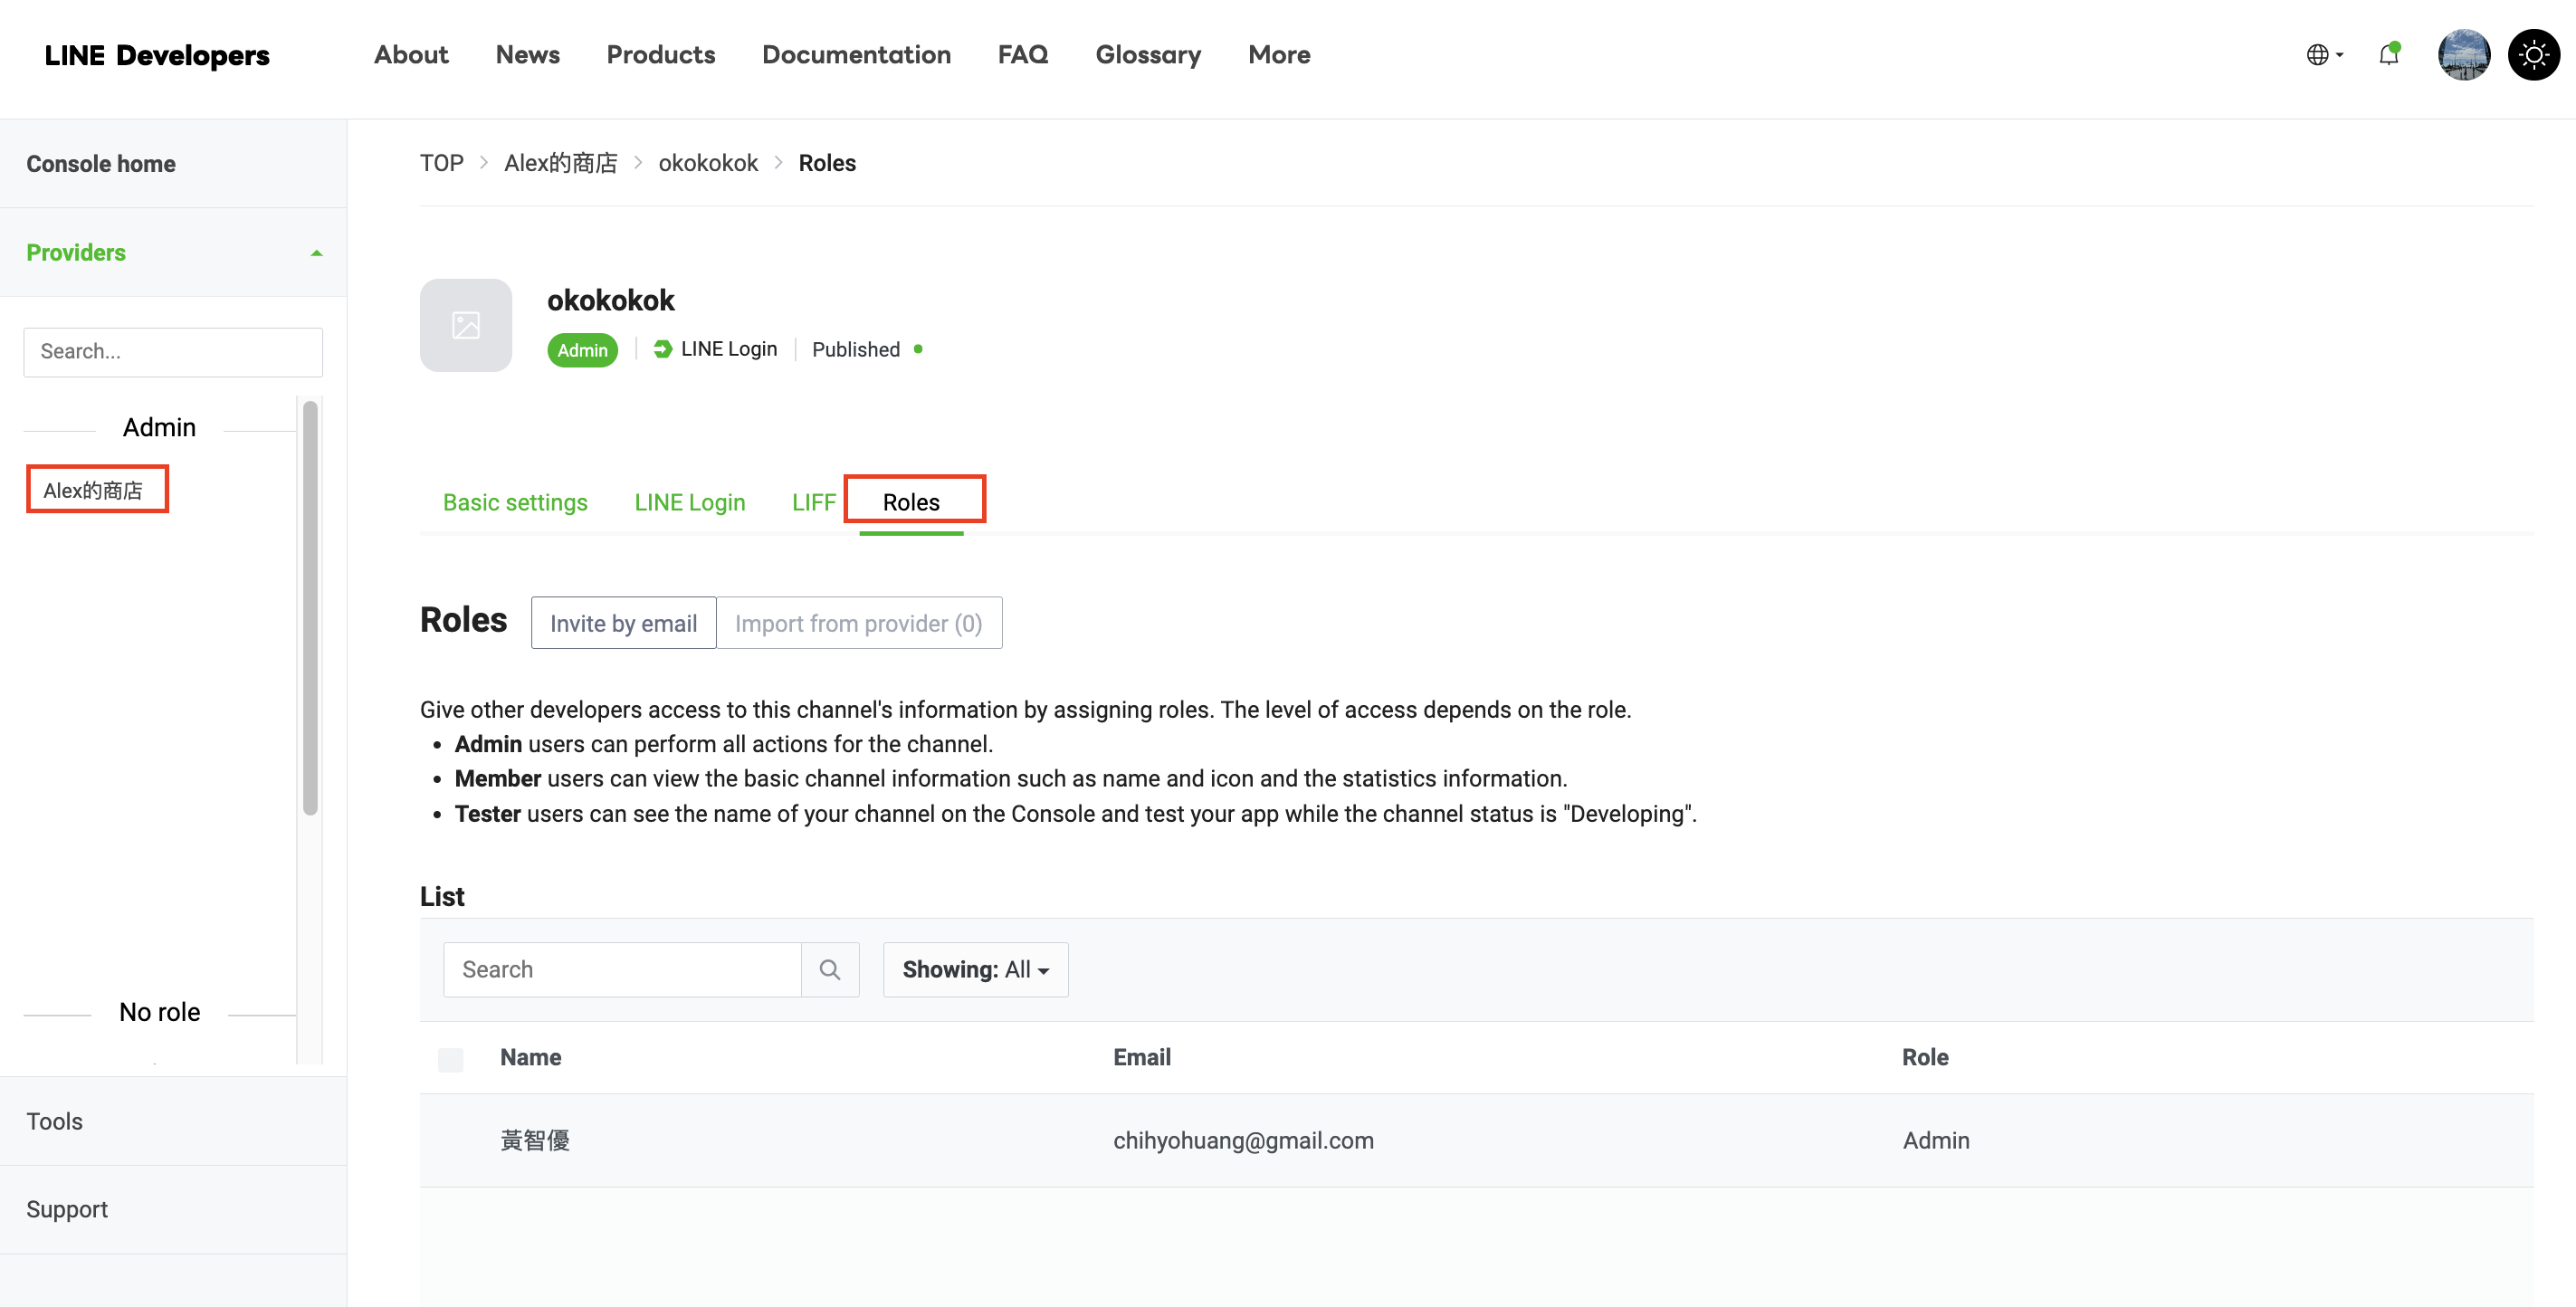 LINE Developers About News Products Documentation FAQ Glossary More
Console home
Providers
Search...
Admin
Alex的商店
No role
Tools
Support
TOP > Alex的商店 > okokokok > Roles
okokokok
Admin LINE Login Published
Basic settings LINE Login LIFF Roles
Roles Invite by email Import from provider (0)
Give other developers access to this channel's information by assigning roles. The level of access depends on the role.
• Admin users can perform all actions for the channel.
• Member users can view the basic channel information such as name and icon and the statistics information.
• Tester users can see the name of your channel on the Console and test your app while the channel status is "Developing".
List
Search Showing: All
Name Email Role
黃智優 chihyohuang@gmail.com Admin